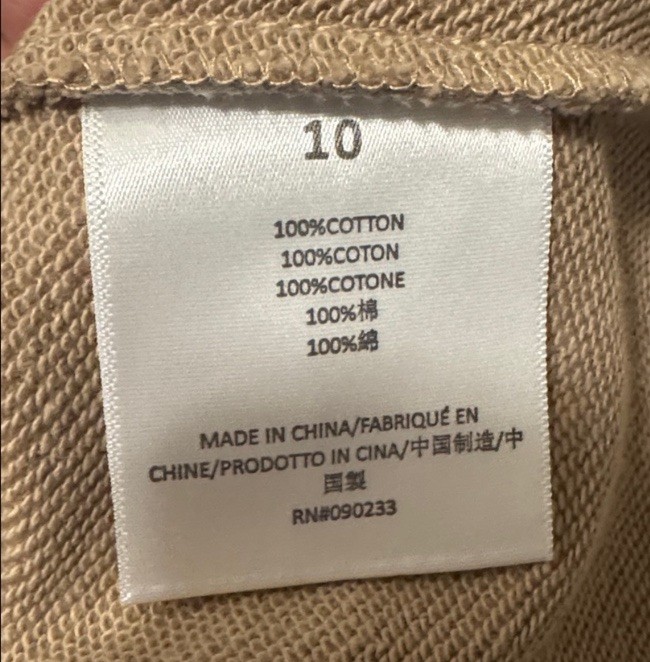 10
100%COTTON
100%COTON
100%COTONE
100%棉
100%綿
MADE IN CHINA/FABRIQUÉ EN
CHINE/PRODOTTO IN CINA/中国制造/中
国製
RN#090233